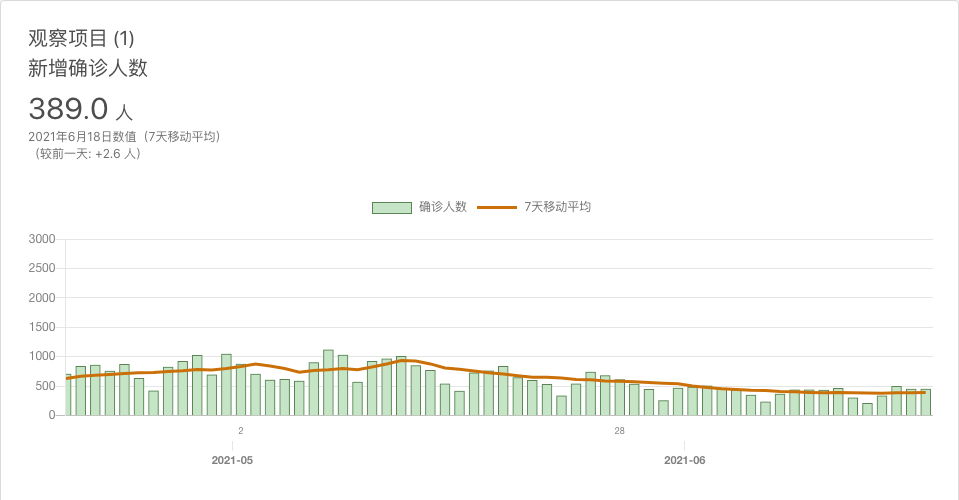 观察项目 (1)
新增确诊人数
389.0 人
2021年6月18日数值（7天移动平均）
（较前一天: +2.6 人）
确诊人数 7天移动平均
3000
2500
2000
1500
1000
500
0
2 28
2021-05 2021-06